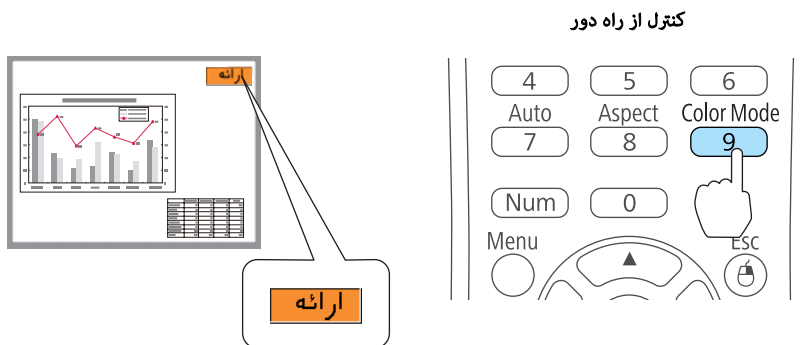 کنترل از راه دور
ارائه
4 5 6
Auto Aspect Color Mode
7 8 9
Num 0
Menu Esc
ارائه